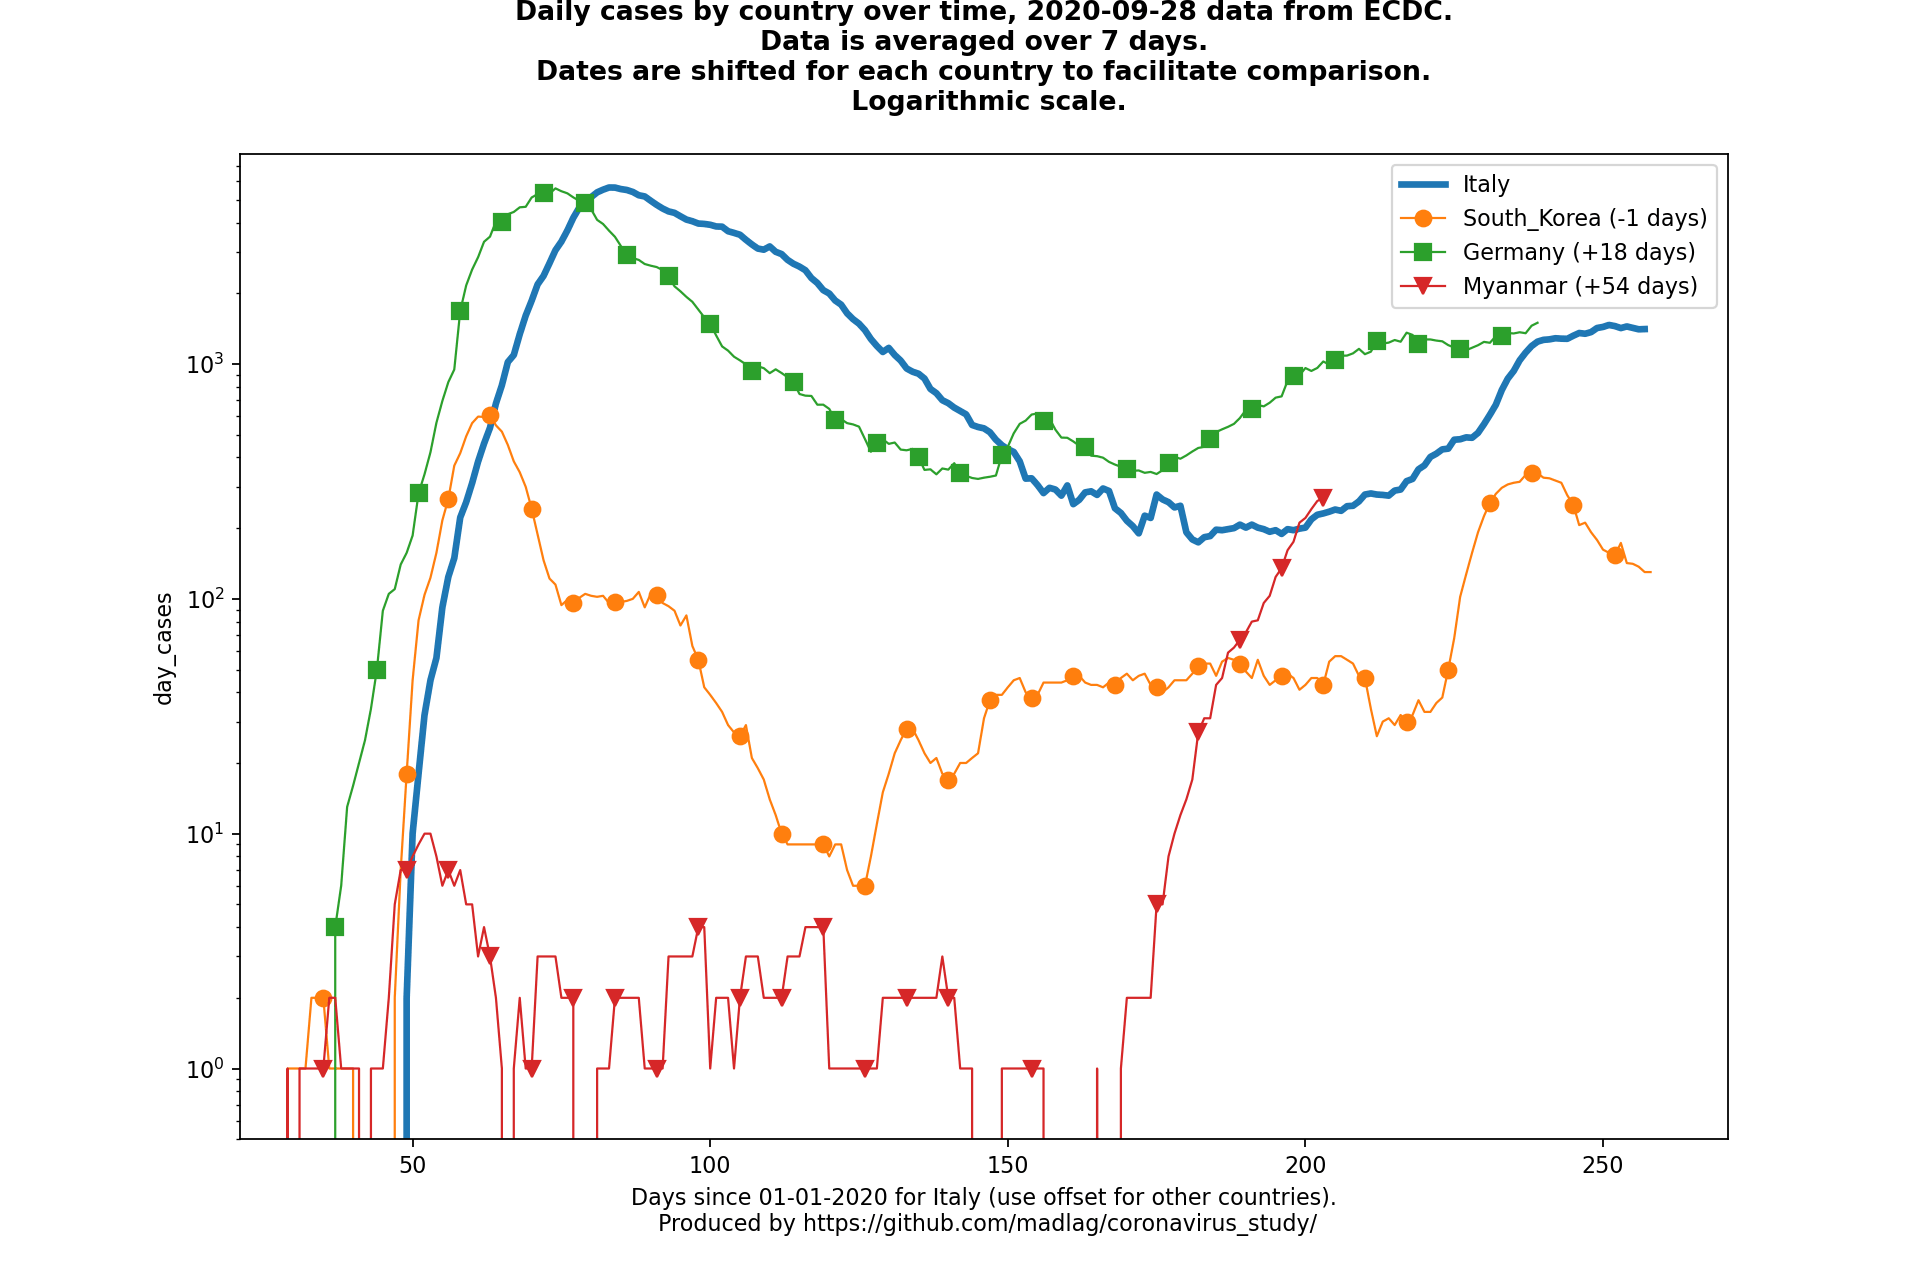 Daily cases by country over time, 2020-09-28 data from ECDC.
Data is averaged over 7 days.
Dates are shifted for each country to facilitate comparison.
Logarithmic scale.
Italy
South_Korea (-1 days)
Germany (+18 days)
Myanmar (+54 days)
day_cases
10³
10²
10¹
10⁰
50 100 150 200 250
Days since 01-01-2020 for Italy (use offset for other countries).
Produced by https://github.com/madlag/coronavirus_study/